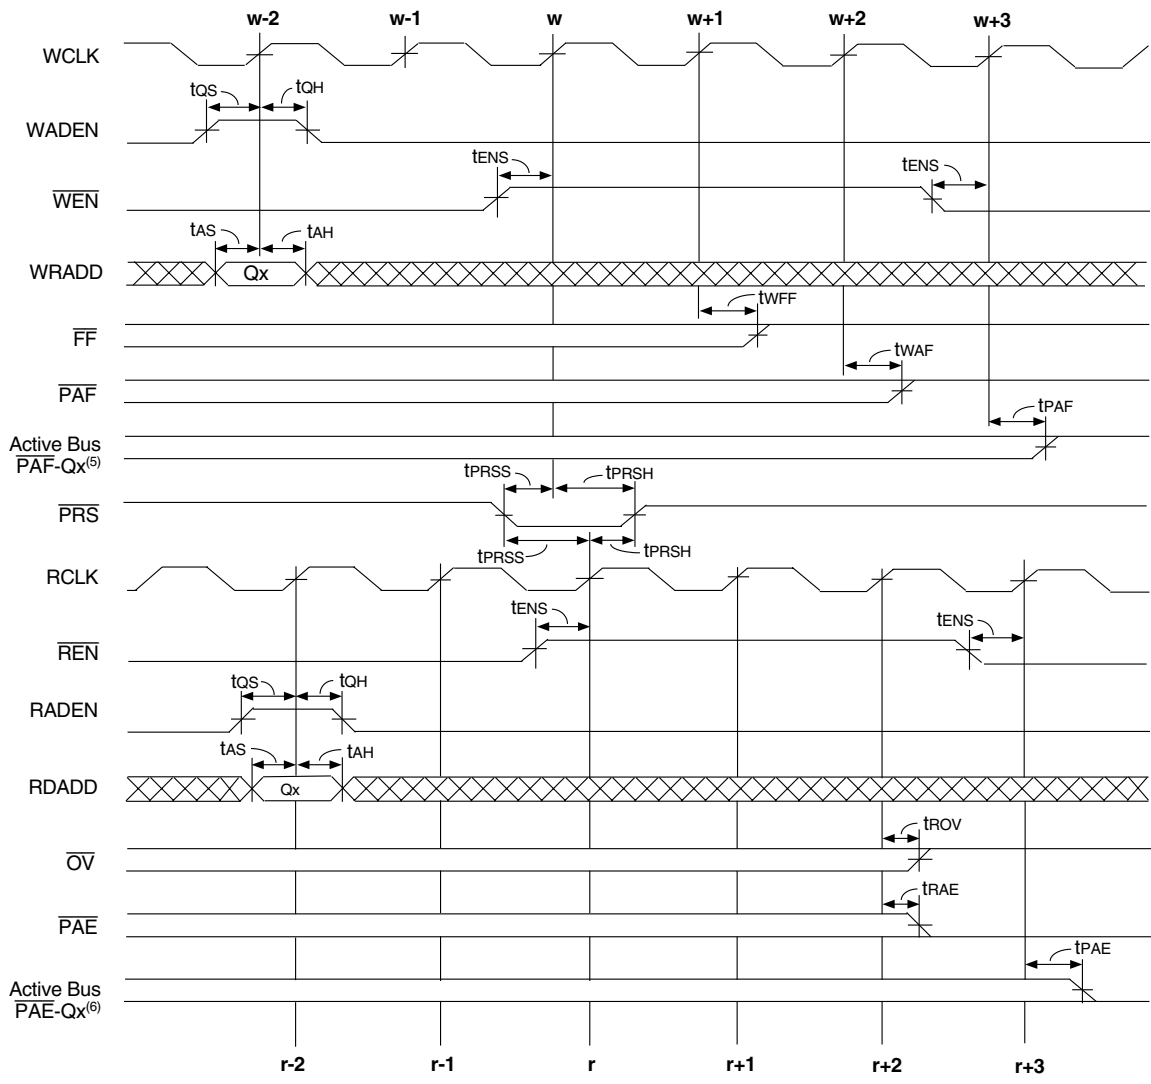 w-2 w-1 w w+1 w+2 w+3
WCLK
tQS tQH
WADEN
tENS tENS
WEN
tAS tAH
WRADD Qx
tWFF
FF
tWAF
PAF
tPAF
Active Bus
PAF-Qx(5)
tPRSS tPRSH
PRS
tPRSS tPRSH
RCLK
tENS tENS
REN
tQS tQH
RADEN
tAS tAH
RDADD Qx
tROV
OV
tRAE
PAE
tPAE
Active Bus
PAE-Qx(6)
r-2 r-1 r r+1 r+2 r+3